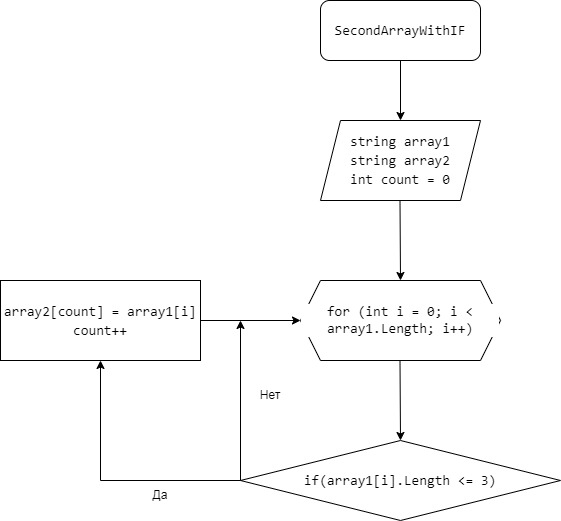 SecondArrayWithIF
string array1
string array2
int count = 0
array2[count] = array1[i]
count++
for (int i = 0; i <
array1.Length; i++)
Нет
if(array1[i].Length <= 3)
Да